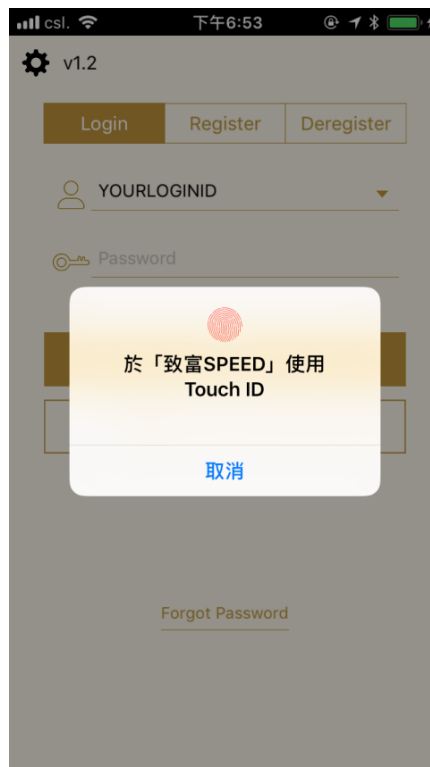 csl. 下午6:53
v1.2
Login Register Deregister
YOURLOGINID
Password
於「致富SPEED」使用
Touch ID
取消
Forgot Password